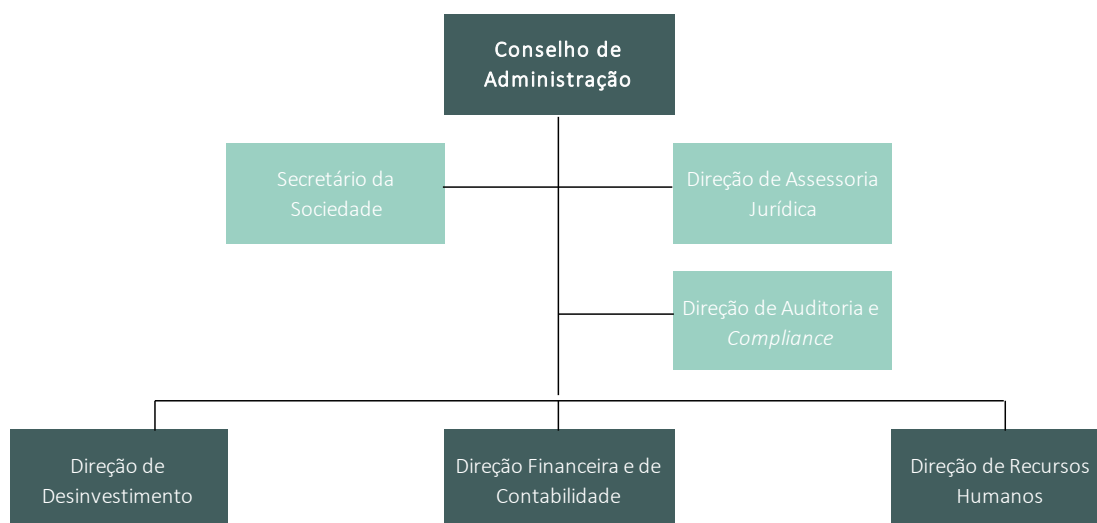 Conselho de
Administração
Secretário da
Sociedade
Direção de Assessoria
Jurídica
Direção de Auditoria e
Compliance
Direção de
Desinvestimento
Direção Financeira e de
Contabilidade
Direção de Recursos
Humanos